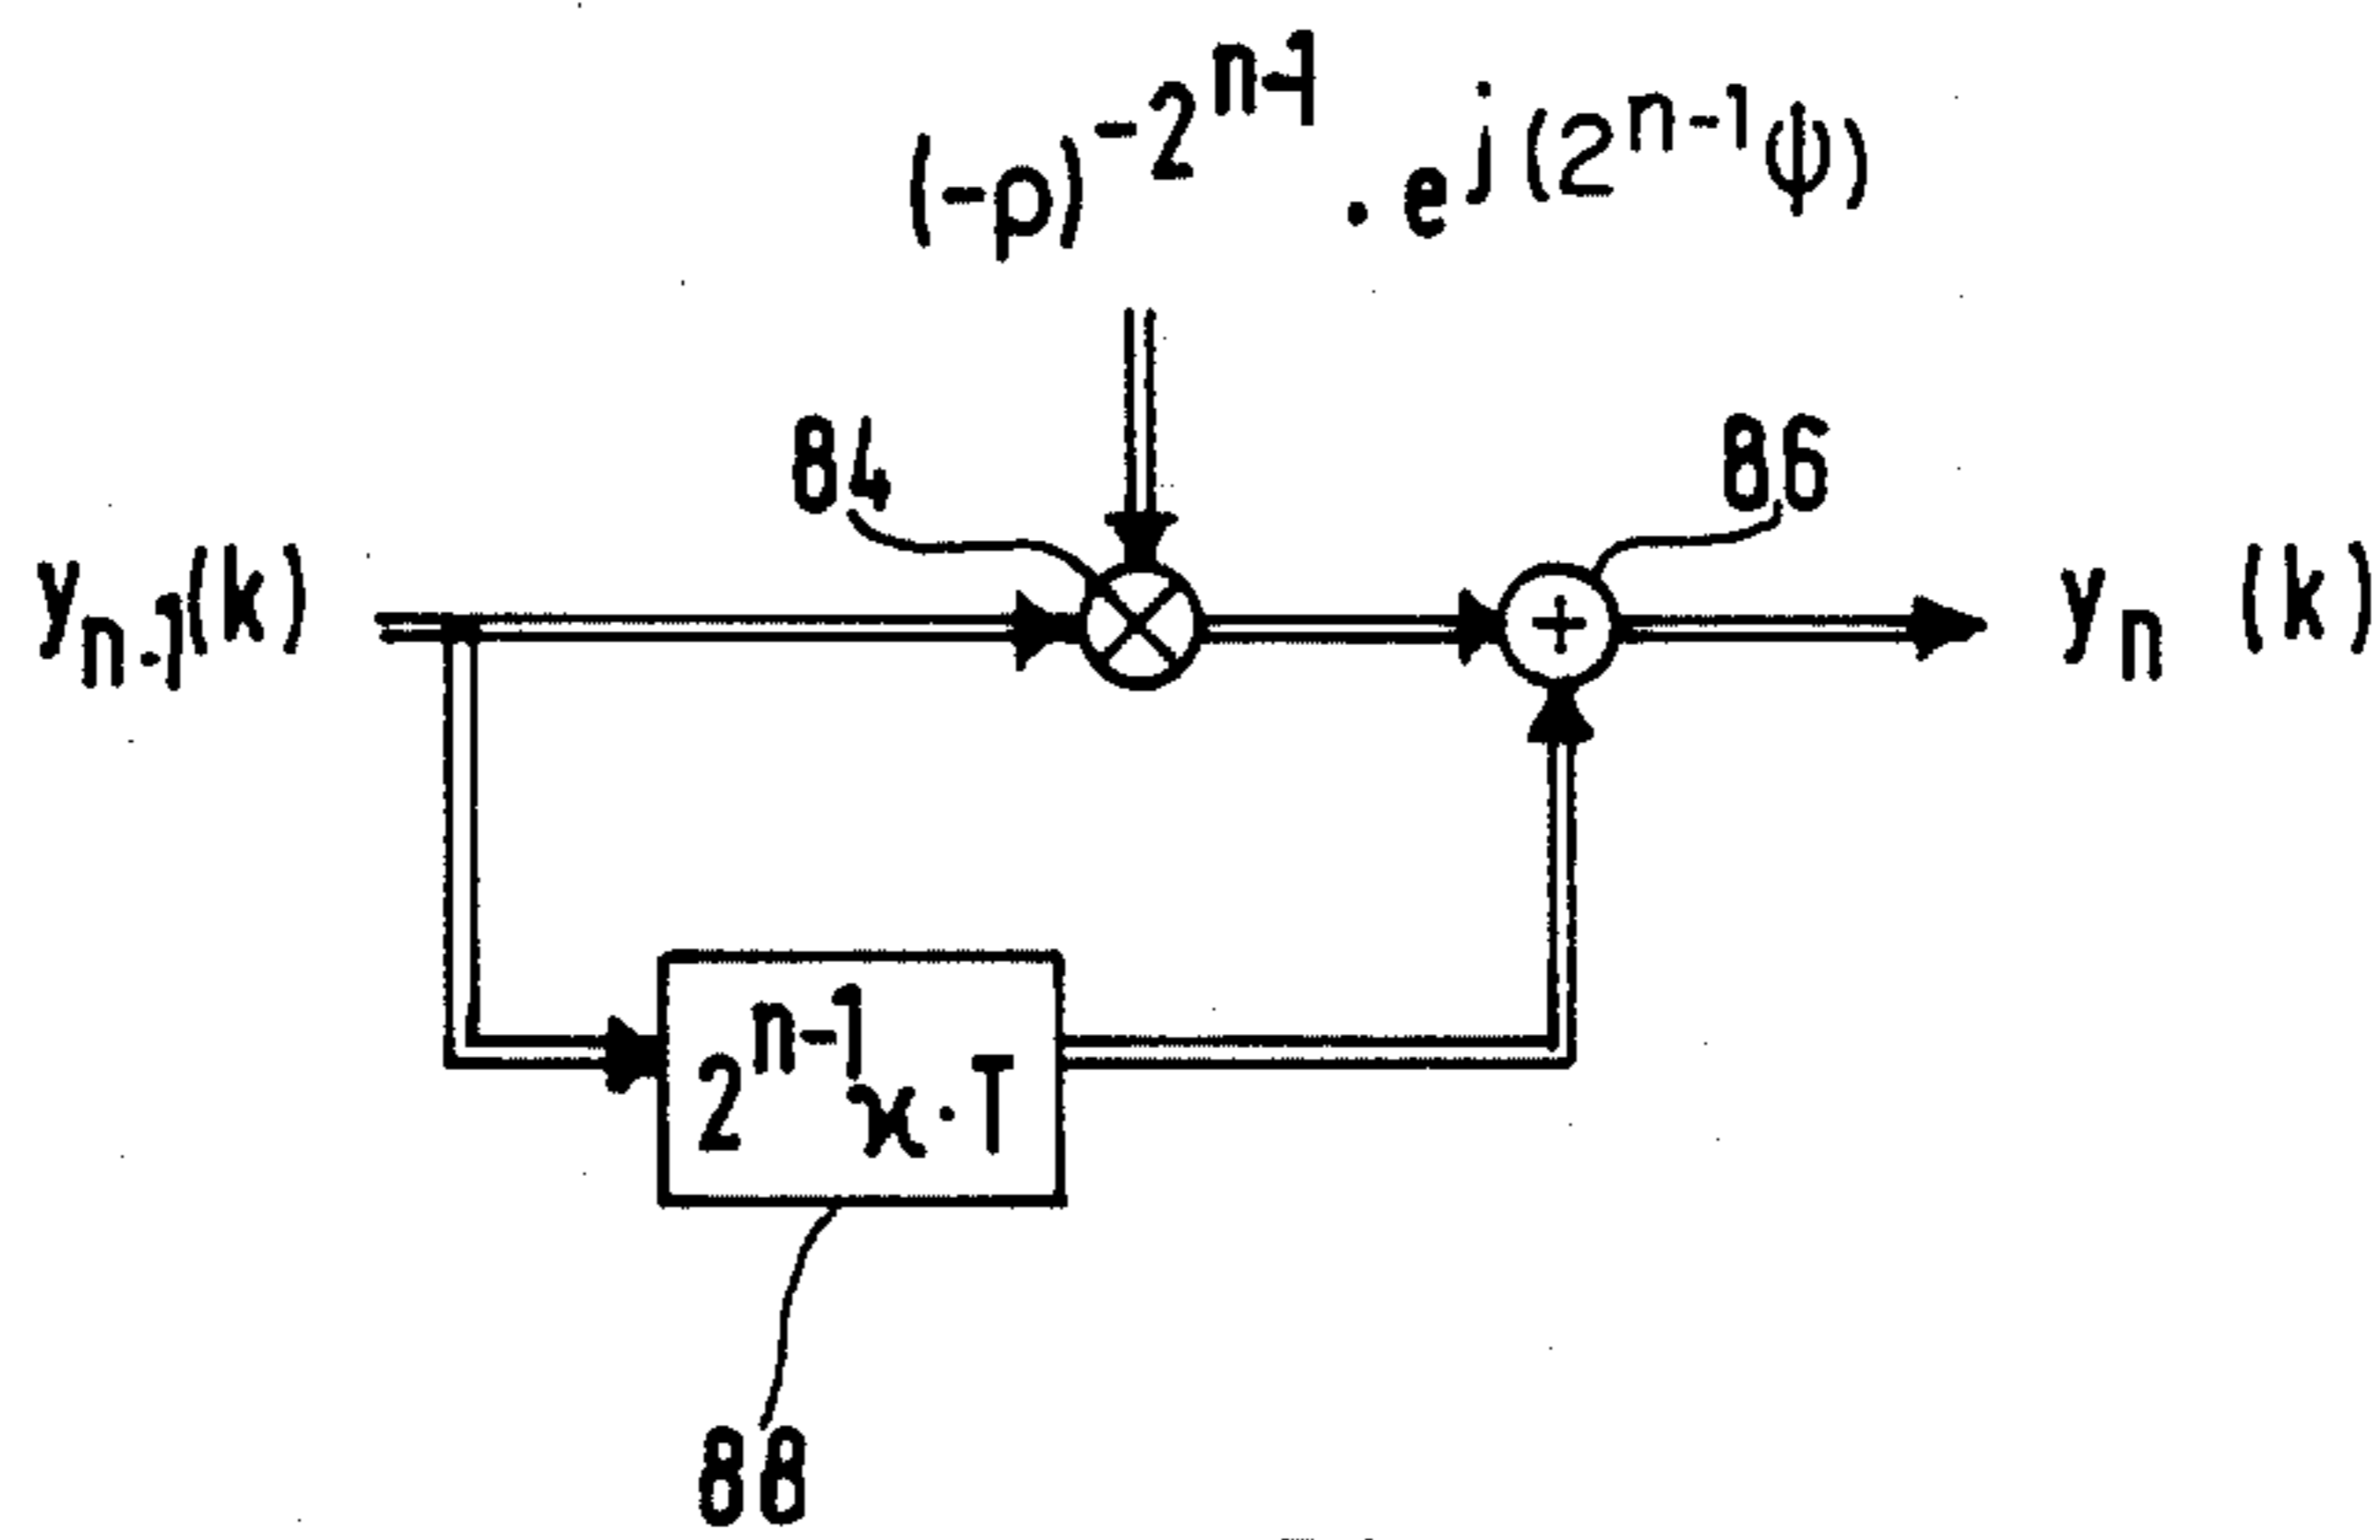 (-ρ)^-2^n-1 · e^j(2^n-1 ψ)
84
86
y_n-1(k)
y_n (k)
2^n-1 ϰ · T
88